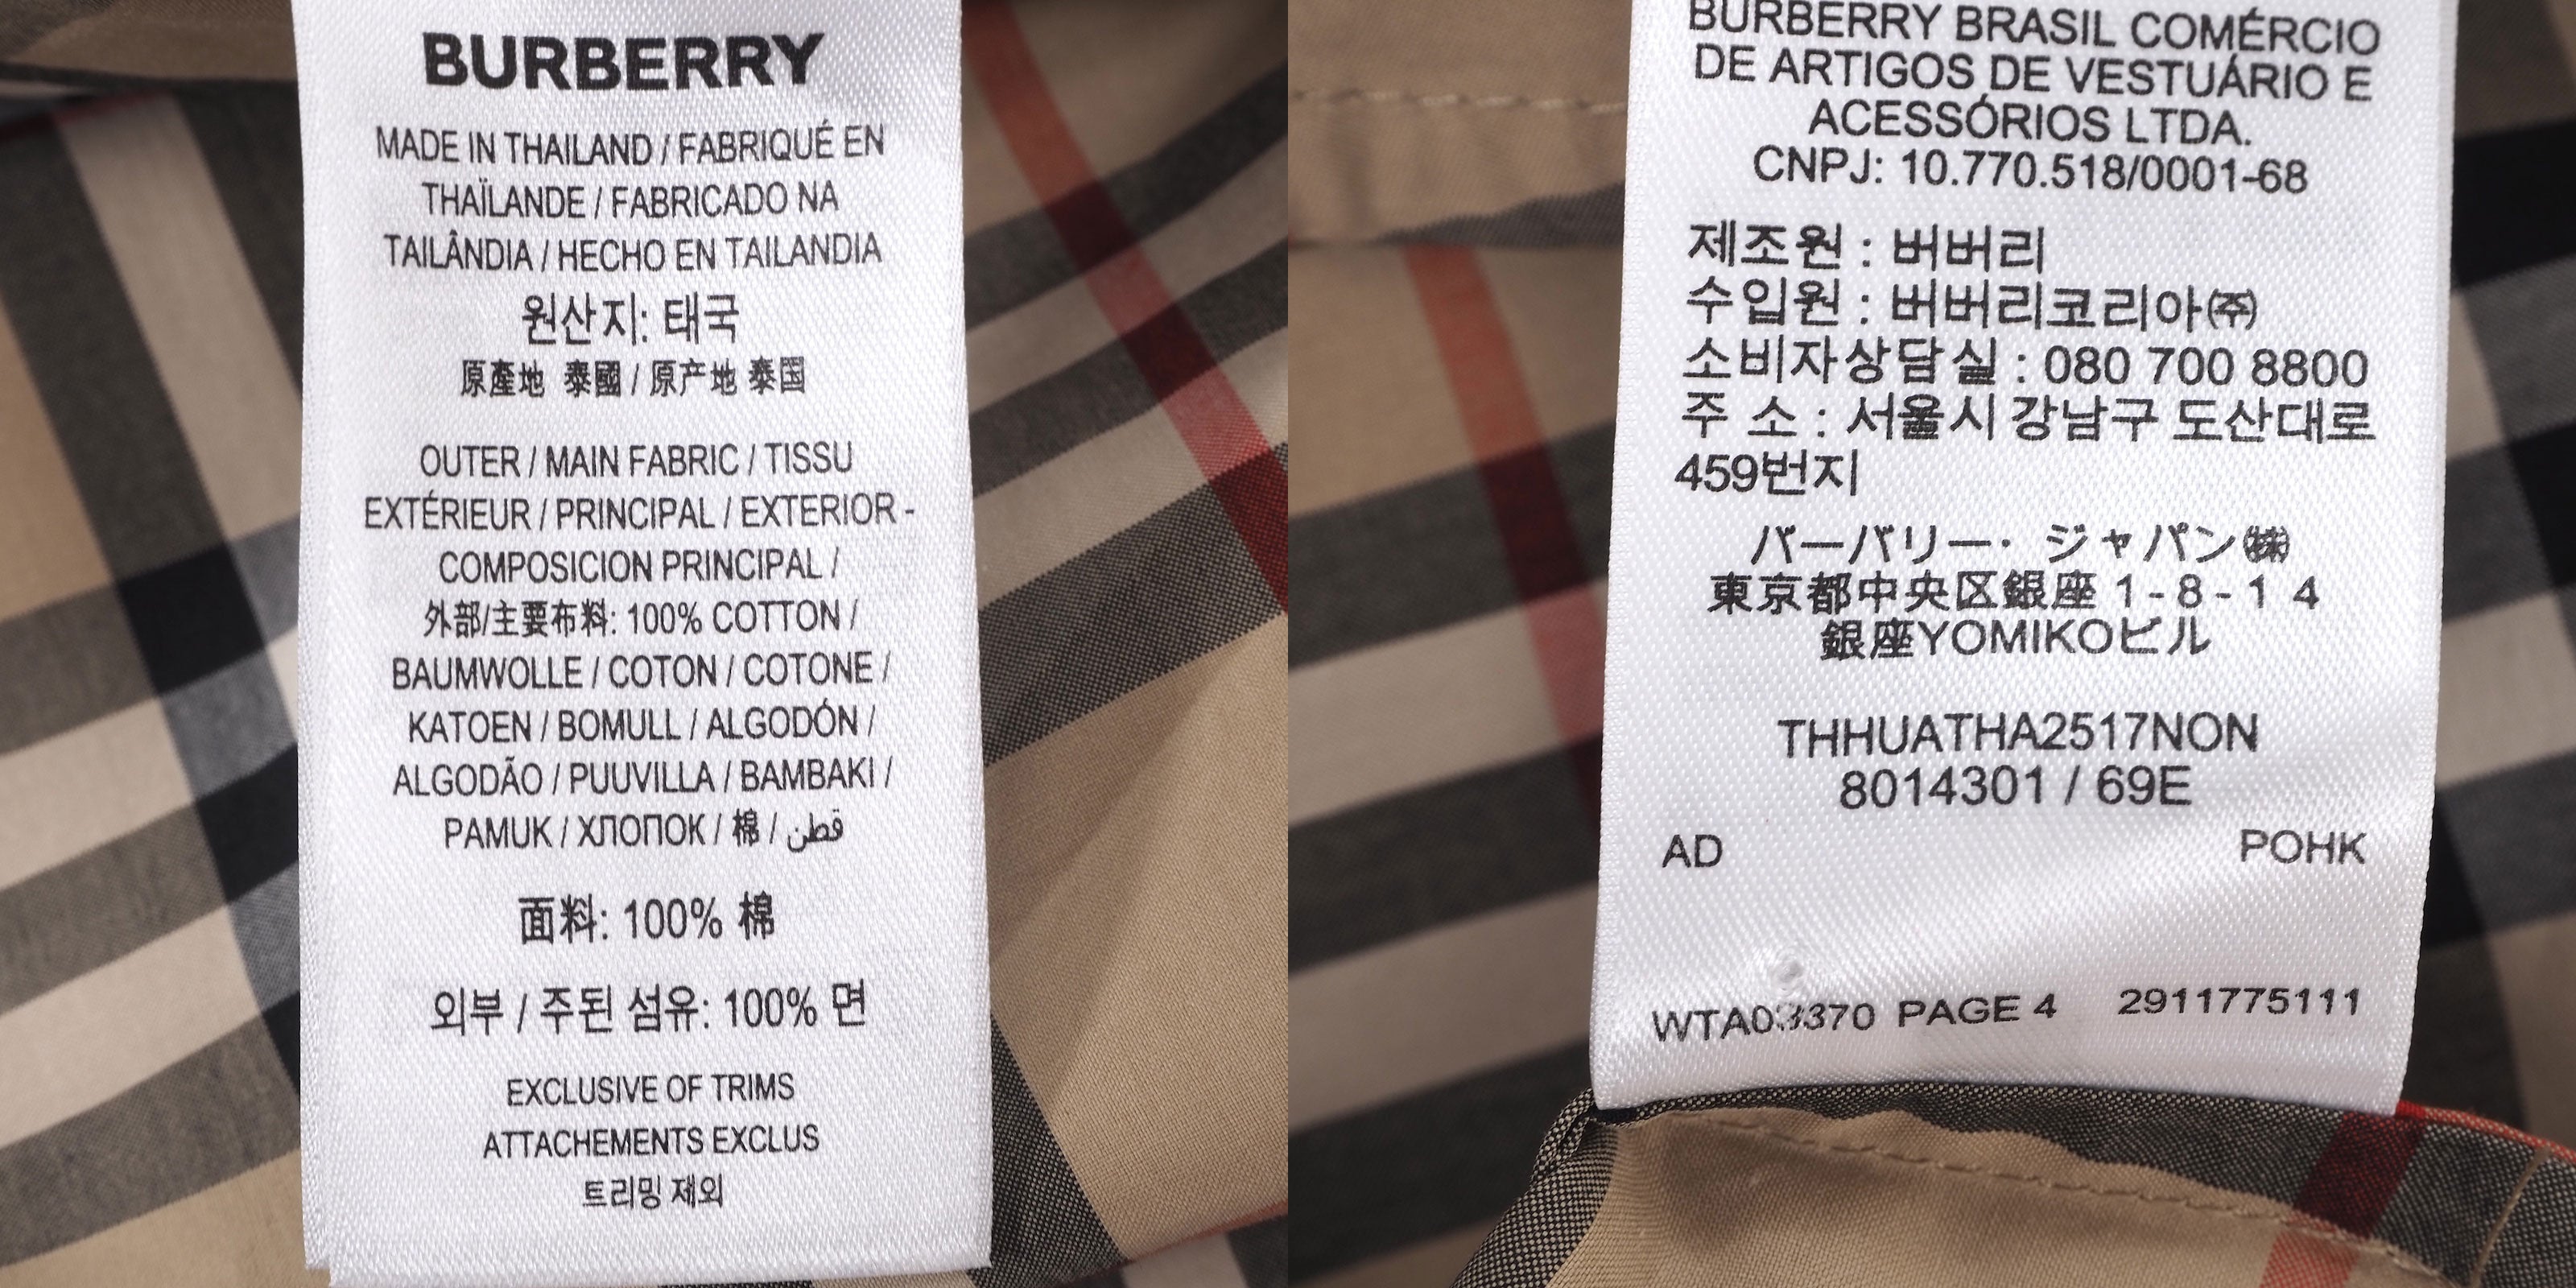 BURBERRY
MADE IN THAILAND / FABRIQUÉ EN
THAÏLANDE / FABRICADO NA
TAILÂNDIA / HECHO EN TAILANDIA
원산지: 태국
原產地 泰國 / 原产地 泰国
OUTER / MAIN FABRIC / TISSU
EXTÉRIEUR / PRINCIPAL / EXTERIOR -
COMPOSICION PRINCIPAL /
外部/主要布料: 100% COTTON /
BAUMWOLLE / COTON / COTONE /
KATOEN / BOMULL / ALGODÓN /
ALGODÃO / PUUVILLA / BAMBAKI /
PAMUK / ХЛОПОК / 棉 / قطن
面料: 100% 棉
외부 / 주된 섬유: 100% 면
EXCLUSIVE OF TRIMS
ATTACHEMENTS EXCLUS
트리밍 제외
BURBERRY BRASIL COMÉRCIO
DE ARTIGOS DE VESTUÁRIO E
ACESSÓRIOS LTDA.
CNPJ: 10.770.518/0001-68
제조원 : 버버리
수입원 : 버버리코리아㈜
소비자상담실 : 080 700 8800
주 소 : 서울시 강남구 도산대로
459번지
バーバリー・ジャパン㈱
東京都中央区銀座 1-8-1 4
銀座YOMIKOビル
THHUATHA2517NON
8014301 / 69E
AD POHK
PAGE 4 2911775111